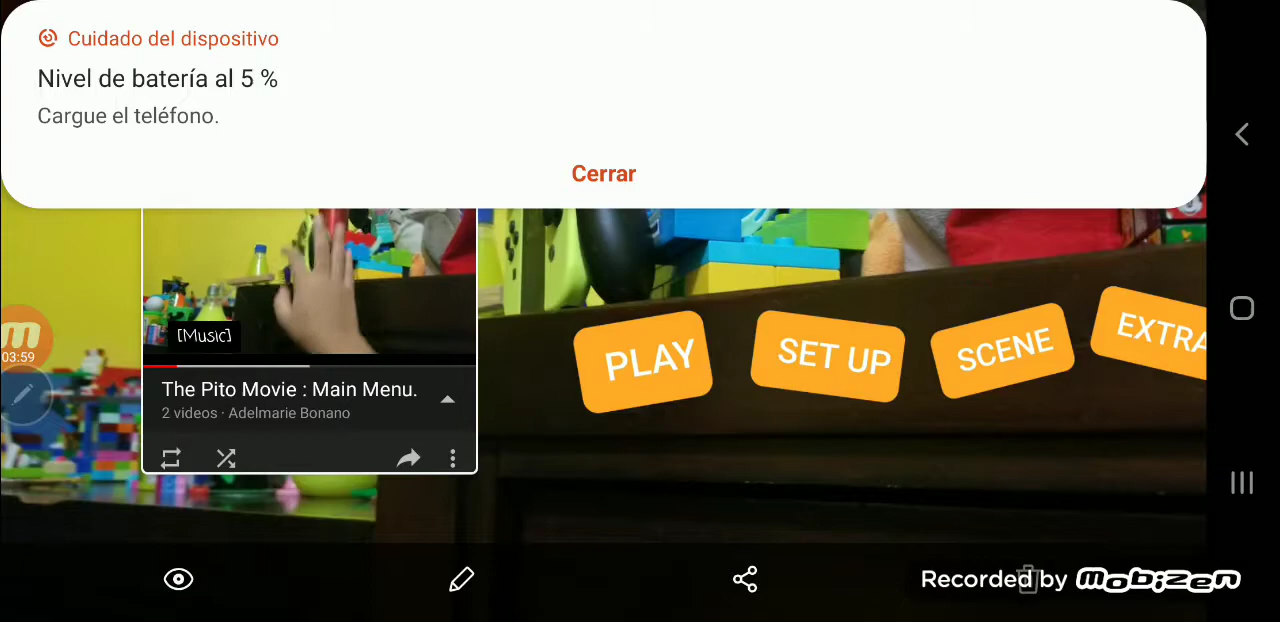 Cuidado del dispositivo
Nivel de batería al 5 %
Cargue el teléfono.
Cerrar
[Music]
03:59
The Pito Movie : Main Menu.
2 videos · Adelmarie Bonano
PLAY
SET UP
SCENE
EXTRA
Recorded by mobizen